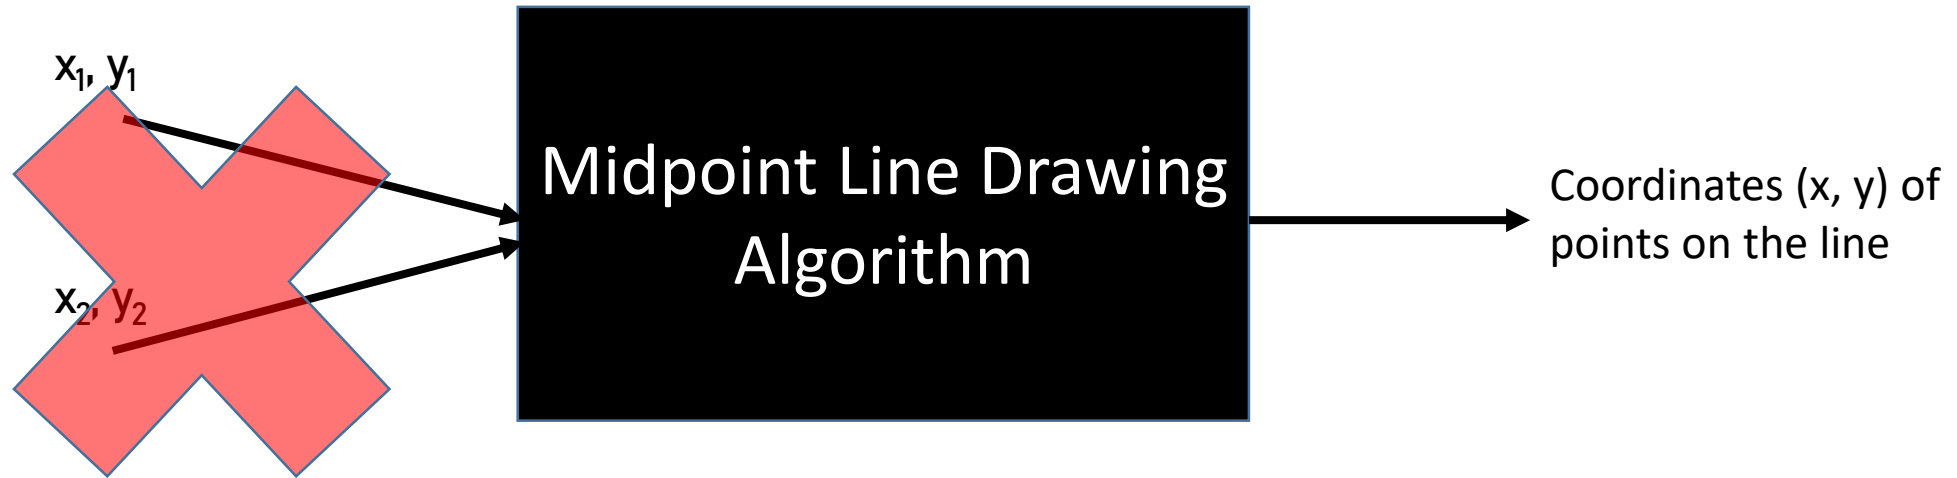 x₁, y₁
x₂, y₂
Midpoint Line Drawing
Algorithm
Coordinates (x, y) of
points on the line